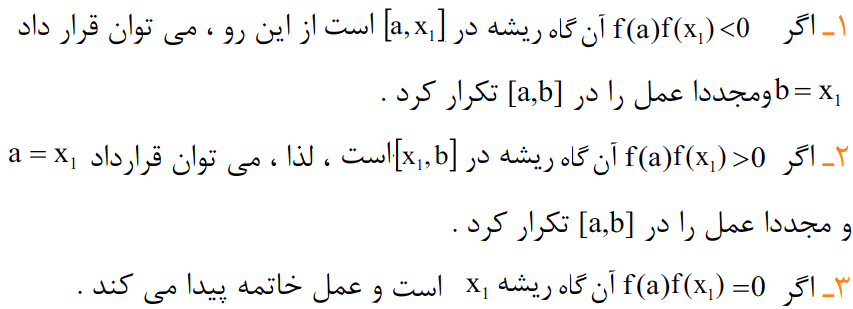 ۱ـ اگر f(a)f(x₁)<0 آن گاه ریشه در [a,x₁] است از این رو ، می توان قرار داد
b = x₁ ومجددا عمل را در [a,b] تکرار کرد .
۲ـ اگر f(a)f(x₁)>0 آن گاه ریشه در [x₁,b] است ، لذا ، می توان قرارداد a = x₁
و مجددا عمل را در [a,b] تکرار کرد .
۳ـ اگر f(a)f(x₁)=0 آن گاه ریشه x₁ است و عمل خاتمه پیدا می کند .